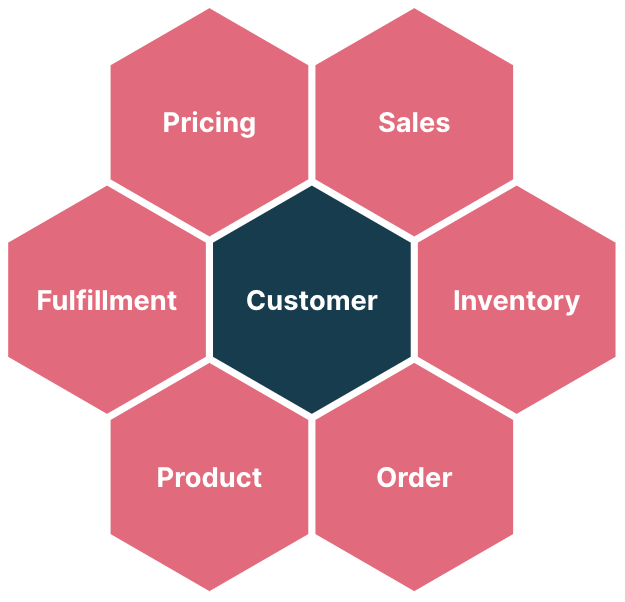 Pricing
Sales
Fulfillment
Customer
Inventory
Product
Order